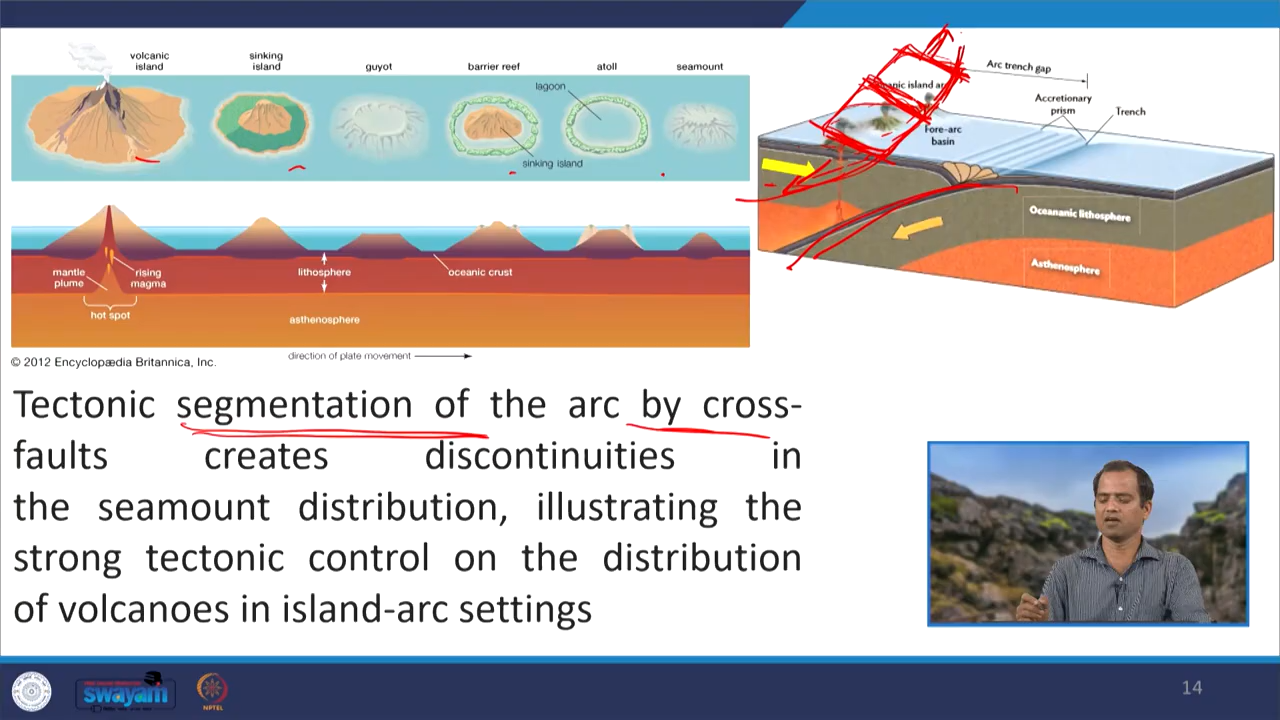 volcanic
island
sinking
island
guyot
barrier reef
atoll
seamount
lagoon
sinking island
mantle
plume
rising
magma
hot spot
lithosphere
oceanic crust
asthenosphere
© 2012 Encyclopædia Britannica, Inc.
direction of plate movement
Arc trench gap
Accretionary
prism
Trench
Fore-arc
basin
Oceananic lithosphere
Asthenosphere
Tectonic segmentation of the arc by cross-
faults creates discontinuities in
the seamount distribution, illustrating the
strong tectonic control on the distribution
of volcanoes in island-arc settings
swayam
NPTEL
14